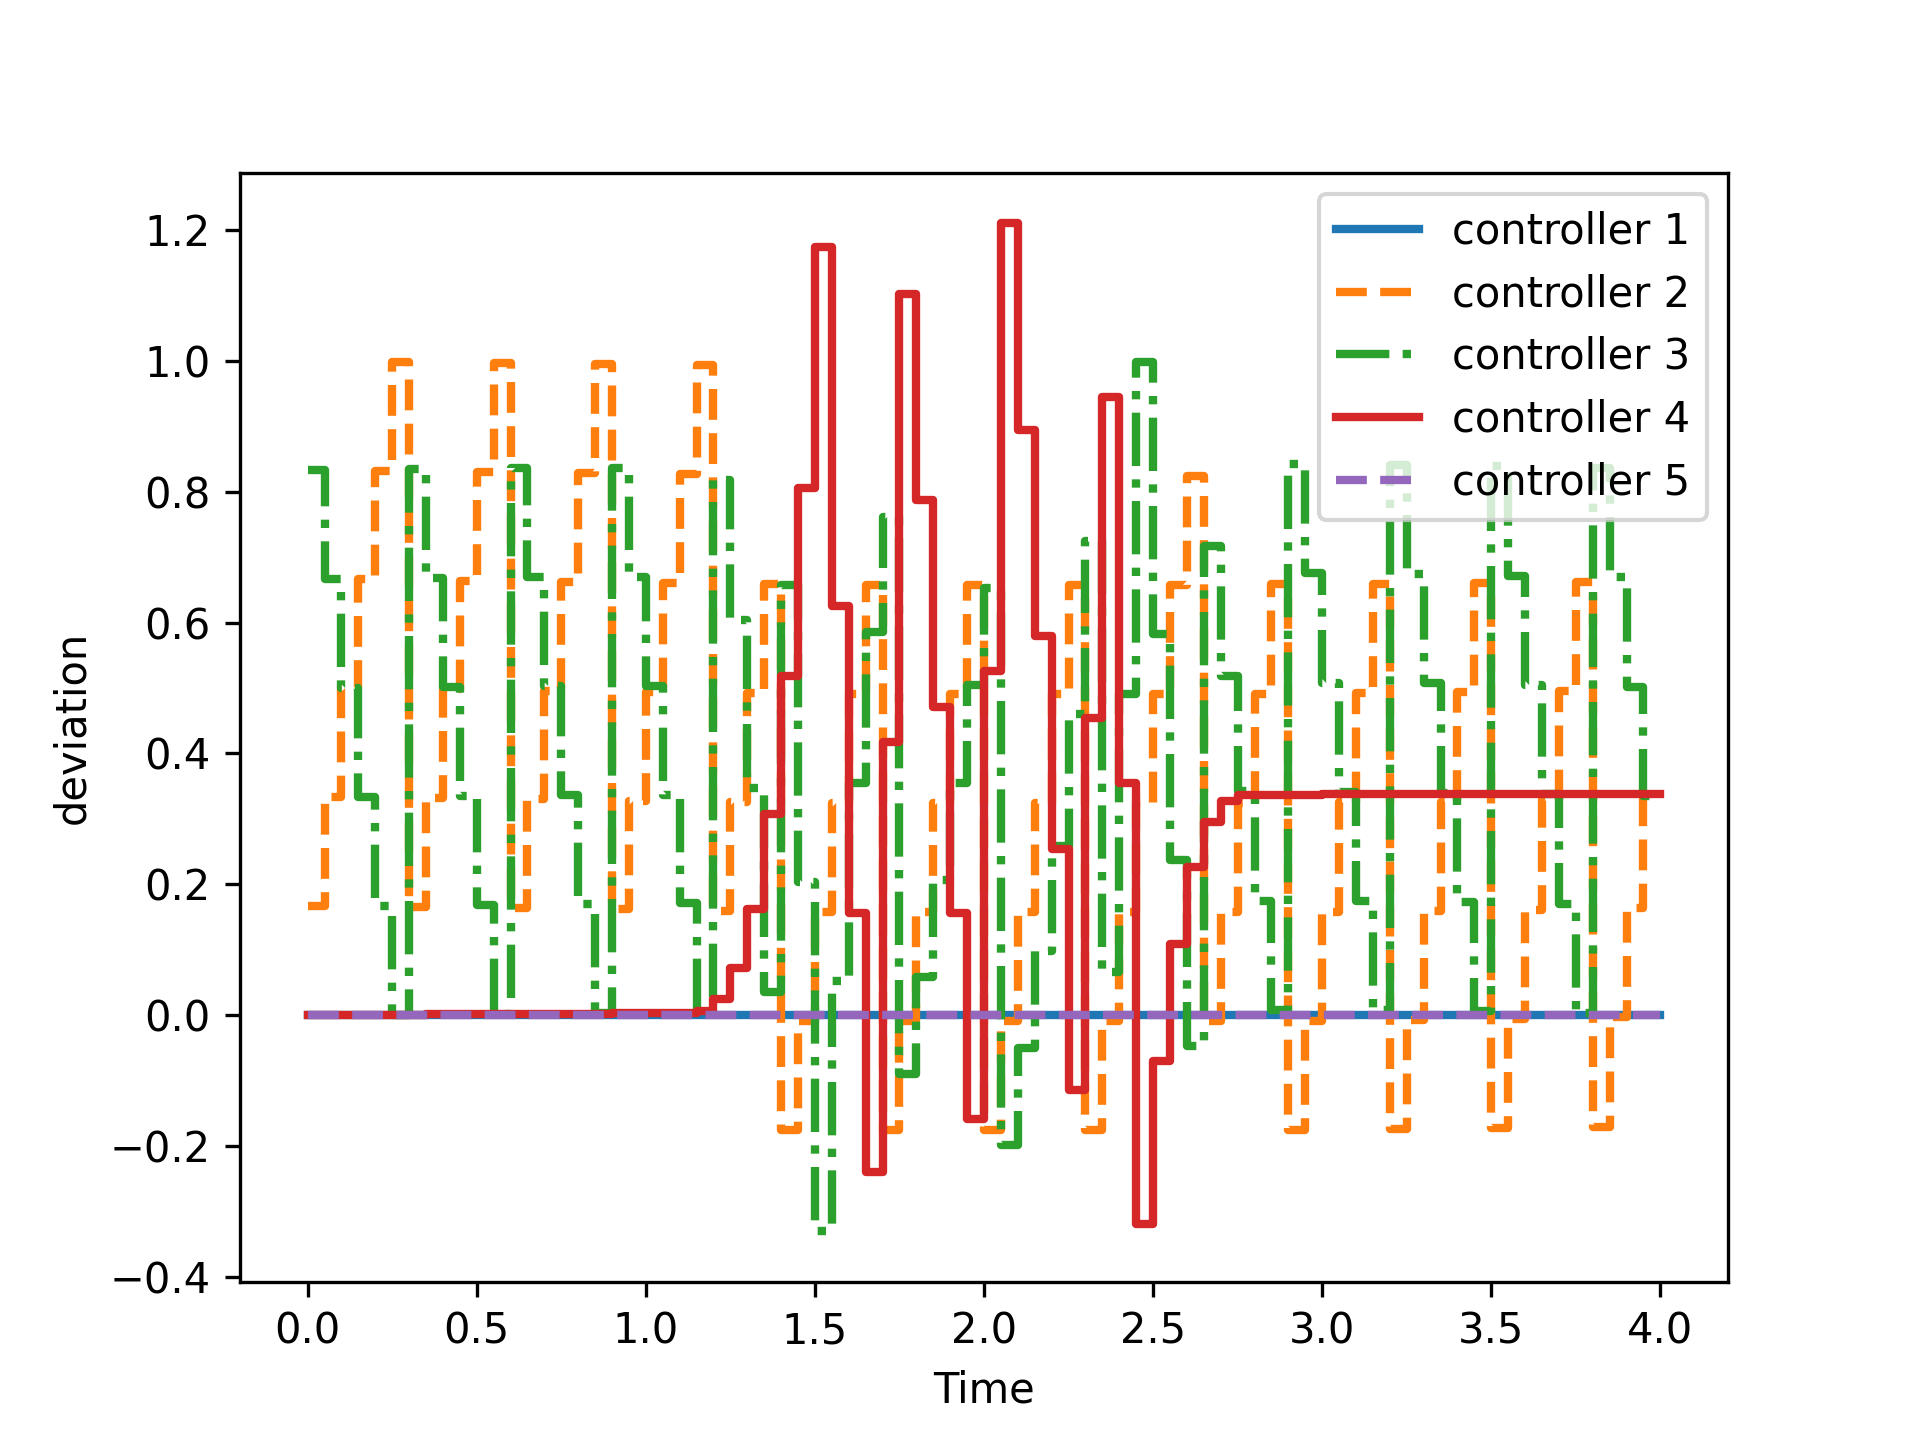 deviation
1.2
1.0
0.8
0.6
0.4
0.2
0.0
−0.2
−0.4
0.0 0.5 1.0 1.5 2.0 2.5 3.0 3.5 4.0
Time
controller 1
controller 2
controller 3
controller 4
controller 5